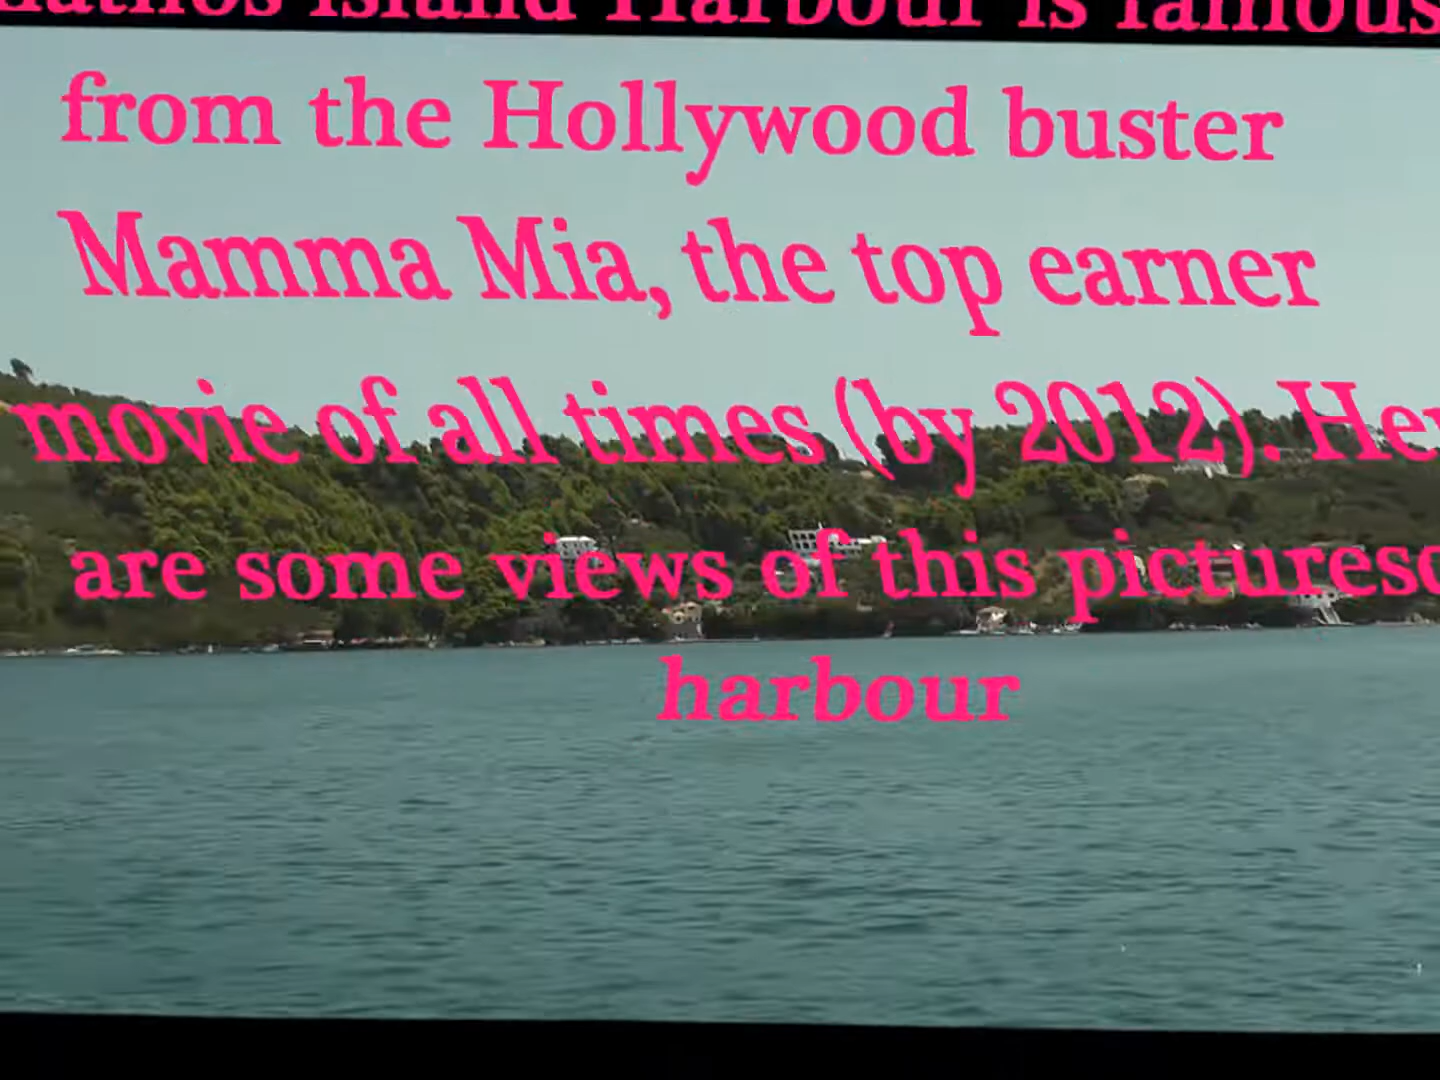 Island Harbour is famous
from the Hollywood buster
Mamma Mia, the top earner
movie of all times (by 2012).
are some views of this
harbour